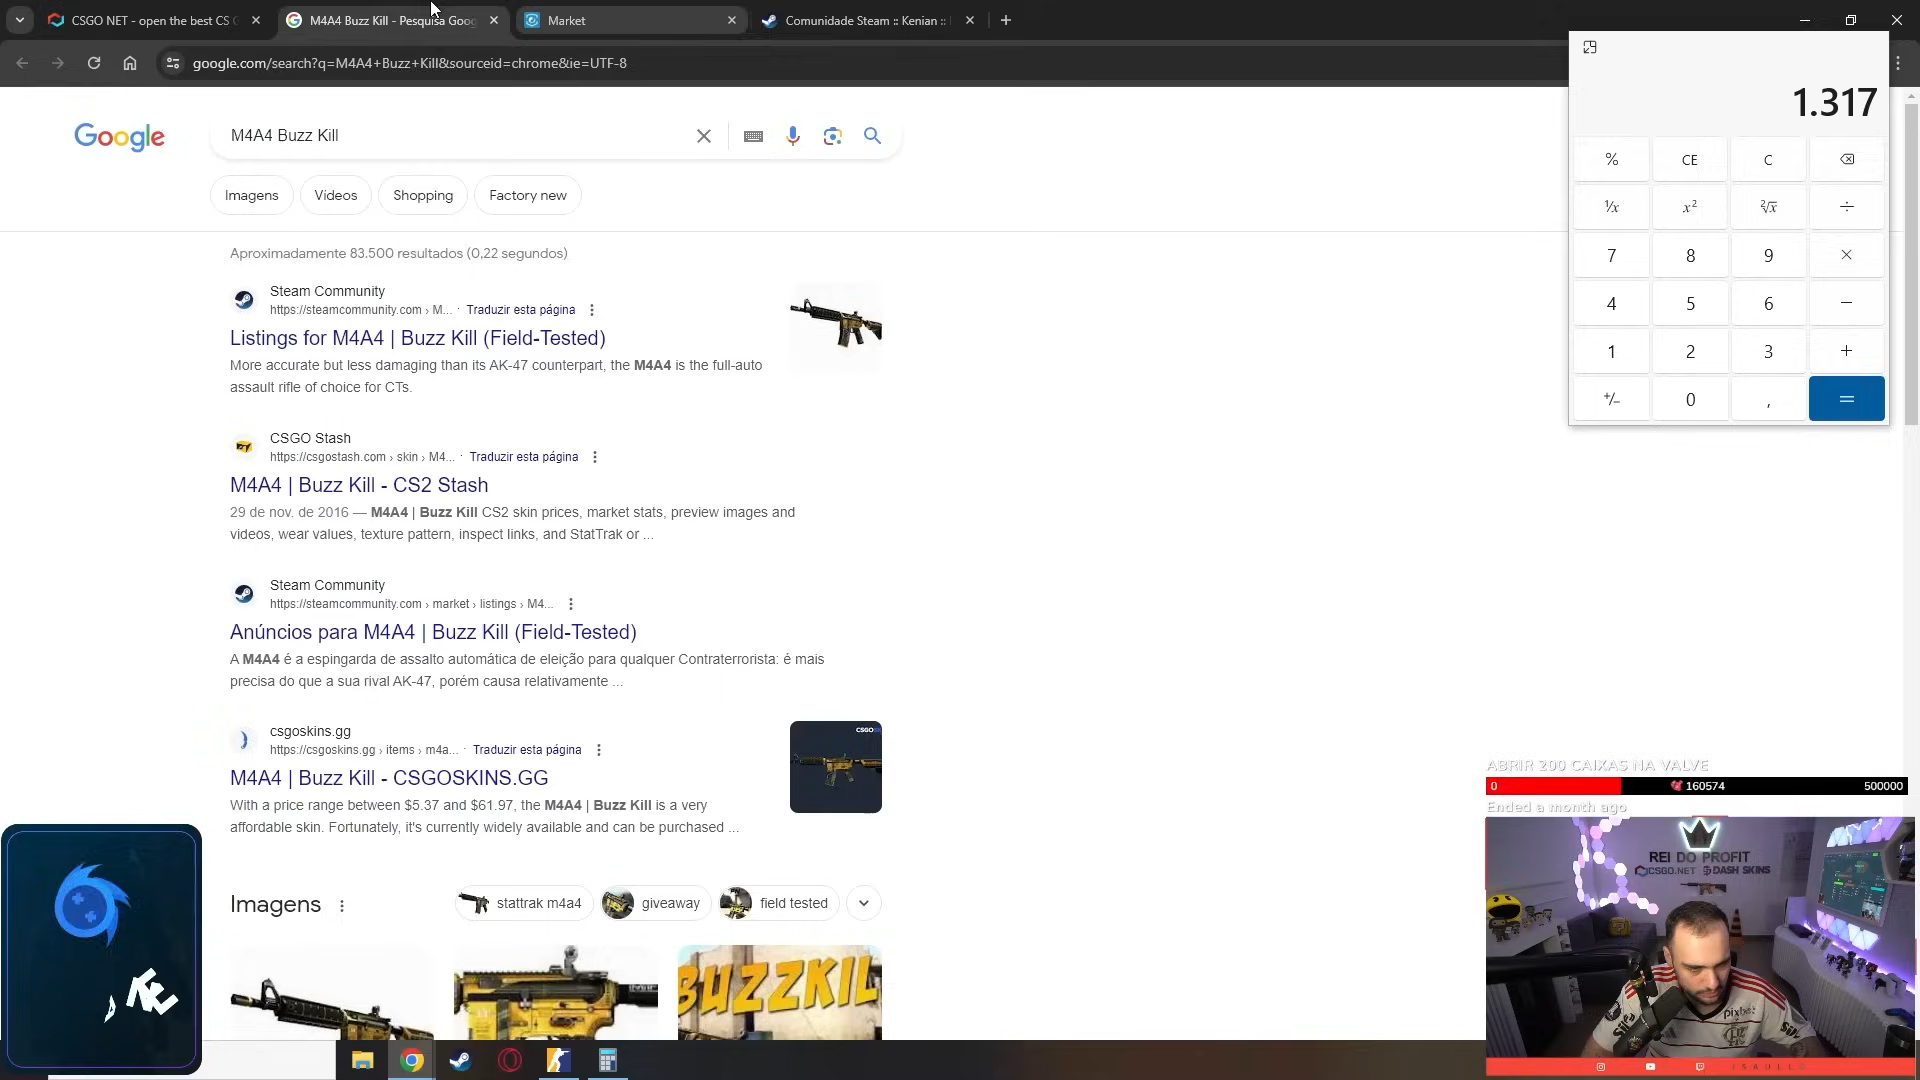 CSGO NET - open the best CS
M4A4 Buzz Kill - Pesquisa Goo
Market
Comunidade Steam :: Kenian ::
google.com/search?q=M4A4+Buzz+Kill&sourceid=chrome&ie=UTF-8
Google
M4A4 Buzz Kill
Imagens
Vídeos
Shopping
Factory new
Aproximadamente 83.500 resultados (0,22 segundos)
Steam Community
https://steamcommunity.com › M... · Traduzir esta página
Listings for M4A4 | Buzz Kill (Field-Tested)
More accurate but less damaging than its AK-47 counterpart, the M4A4 is the full-auto
assault rifle of choice for CTs.
CSGO Stash
https://csgostash.com › skin › M4... · Traduzir esta página
M4A4 | Buzz Kill - CS2 Stash
29 de nov. de 2016 — M4A4 | Buzz Kill CS2 skin prices, market stats, preview images and
videos, wear values, texture pattern, inspect links, and StatTrak or ...
Steam Community
https://steamcommunity.com › market › listings › M4...
Anúncios para M4A4 | Buzz Kill (Field-Tested)
A M4A4 é a espingarda de assalto automática de eleição para qualquer Contraterrorista: é mais
precisa do que a sua rival AK-47, porém causa relativamente ...
csgoskins.gg
https://csgoskins.gg › items › m4a... · Traduzir esta página
M4A4 | Buzz Kill - CSGOSKINS.GG
With a price range between $5.37 and $61.97, the M4A4 | Buzz Kill is a very
affordable skin. Fortunately, it's currently widely available and can be purchased ...
Imagens
stattrak m4a4
giveaway
field tested
BUZZKIL
1.317
% CE C
¹/x x² ²√x ÷
7 8 9 ×
4 5 6 −
1 2 3 +
+/− 0 , =
ABRIR 200 CAIXAS NA VALVE
0 160574 500000
Ended a month ago
REI DO PROFIT
CSGO.NET DASH SKINS
pixbet